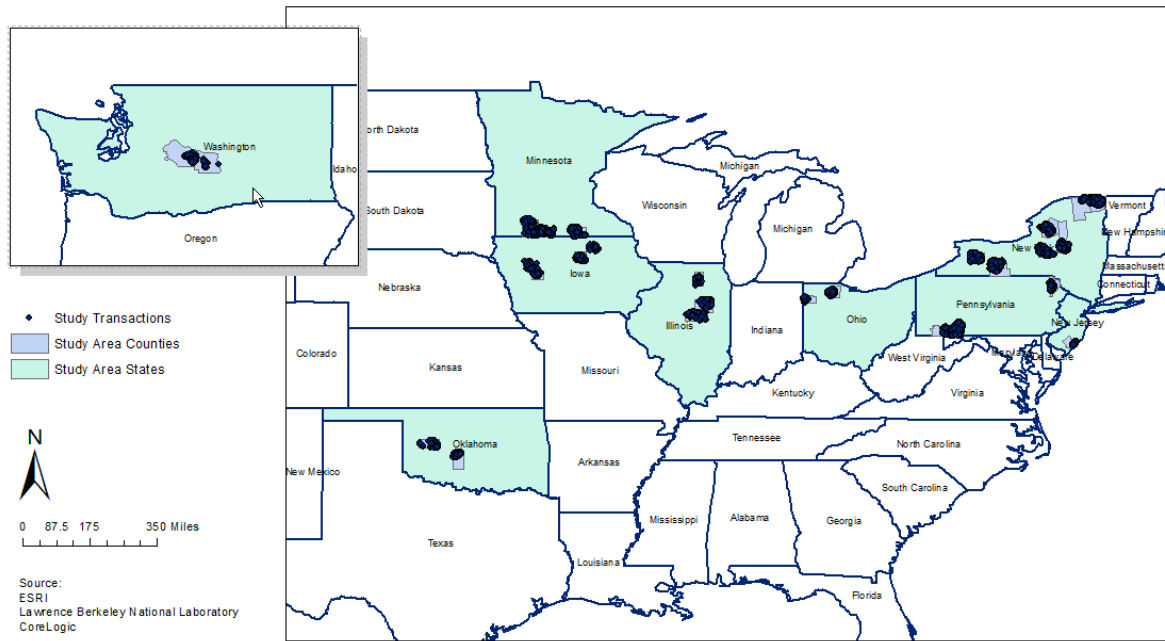 Washington
Idaho
Oregon
North Dakota
Minnesota
South Dakota
Wisconsin
Michigan
Michigan
Vermont
New Hampshire
New
Massachusetts
Connecticut
Iowa
Nebraska
Pennsylvania
New Jersey
Illinois
Indiana
Ohio
Maryland
Delaware
West Virginia
Virginia
Colorado
Kansas
Missouri
Kentucky
Study Transactions
Study Area Counties
Study Area States
Oklahoma
Tennessee
North Carolina
Arkansas
South Carolina
New Mexico
Mississippi
Alabama
Georgia
Texas
Louisiana
Florida
N
0 87.5 175 350 Miles
Source:
ESRI
Lawrence Berkeley National Laboratory
CoreLogic